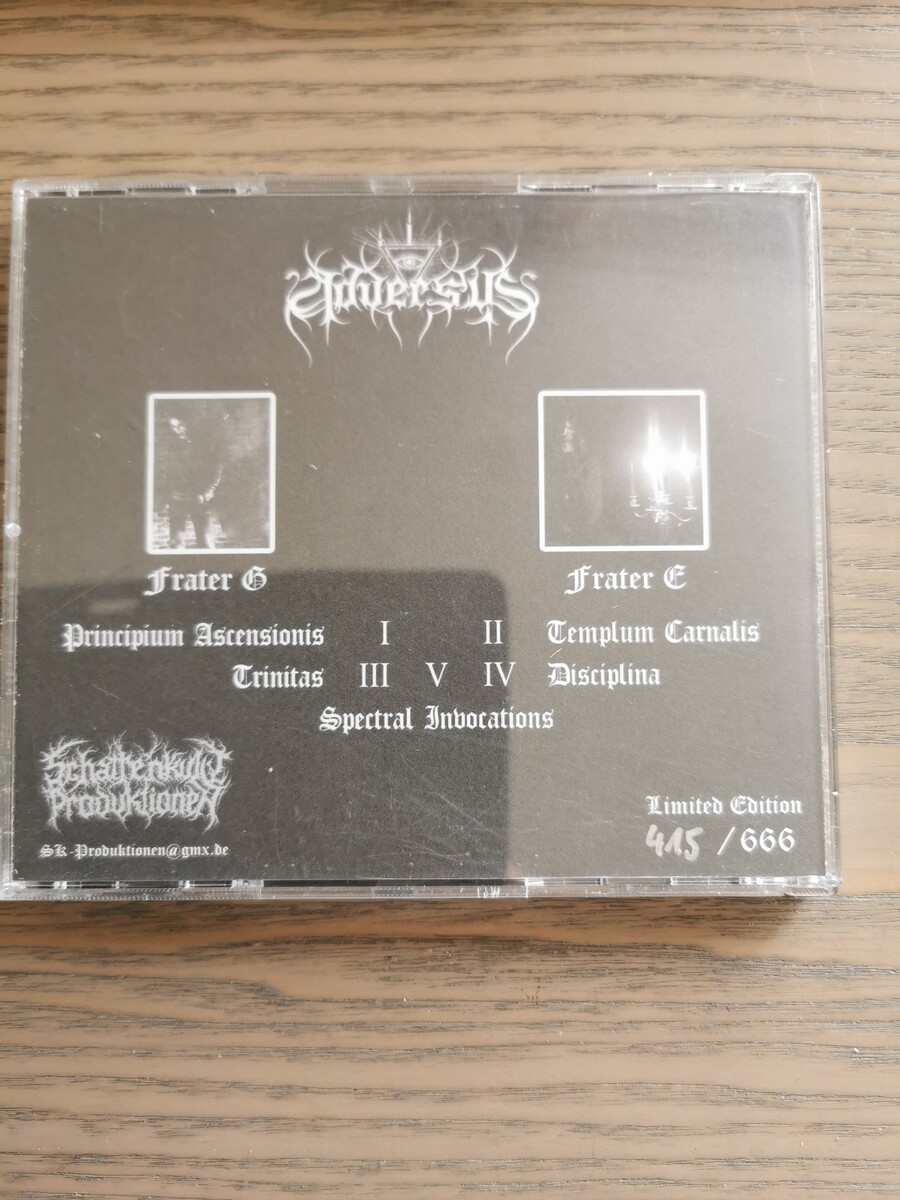 Adversus
Frater G
Frater E
Principium Ascensionis I II Templum Carnalis
Trinitas III V IV Disciplina
Spectral Invocations
Schattenkult
Produktionen
SK-Produktionen@gmx.de
Limited Edition
415 /666